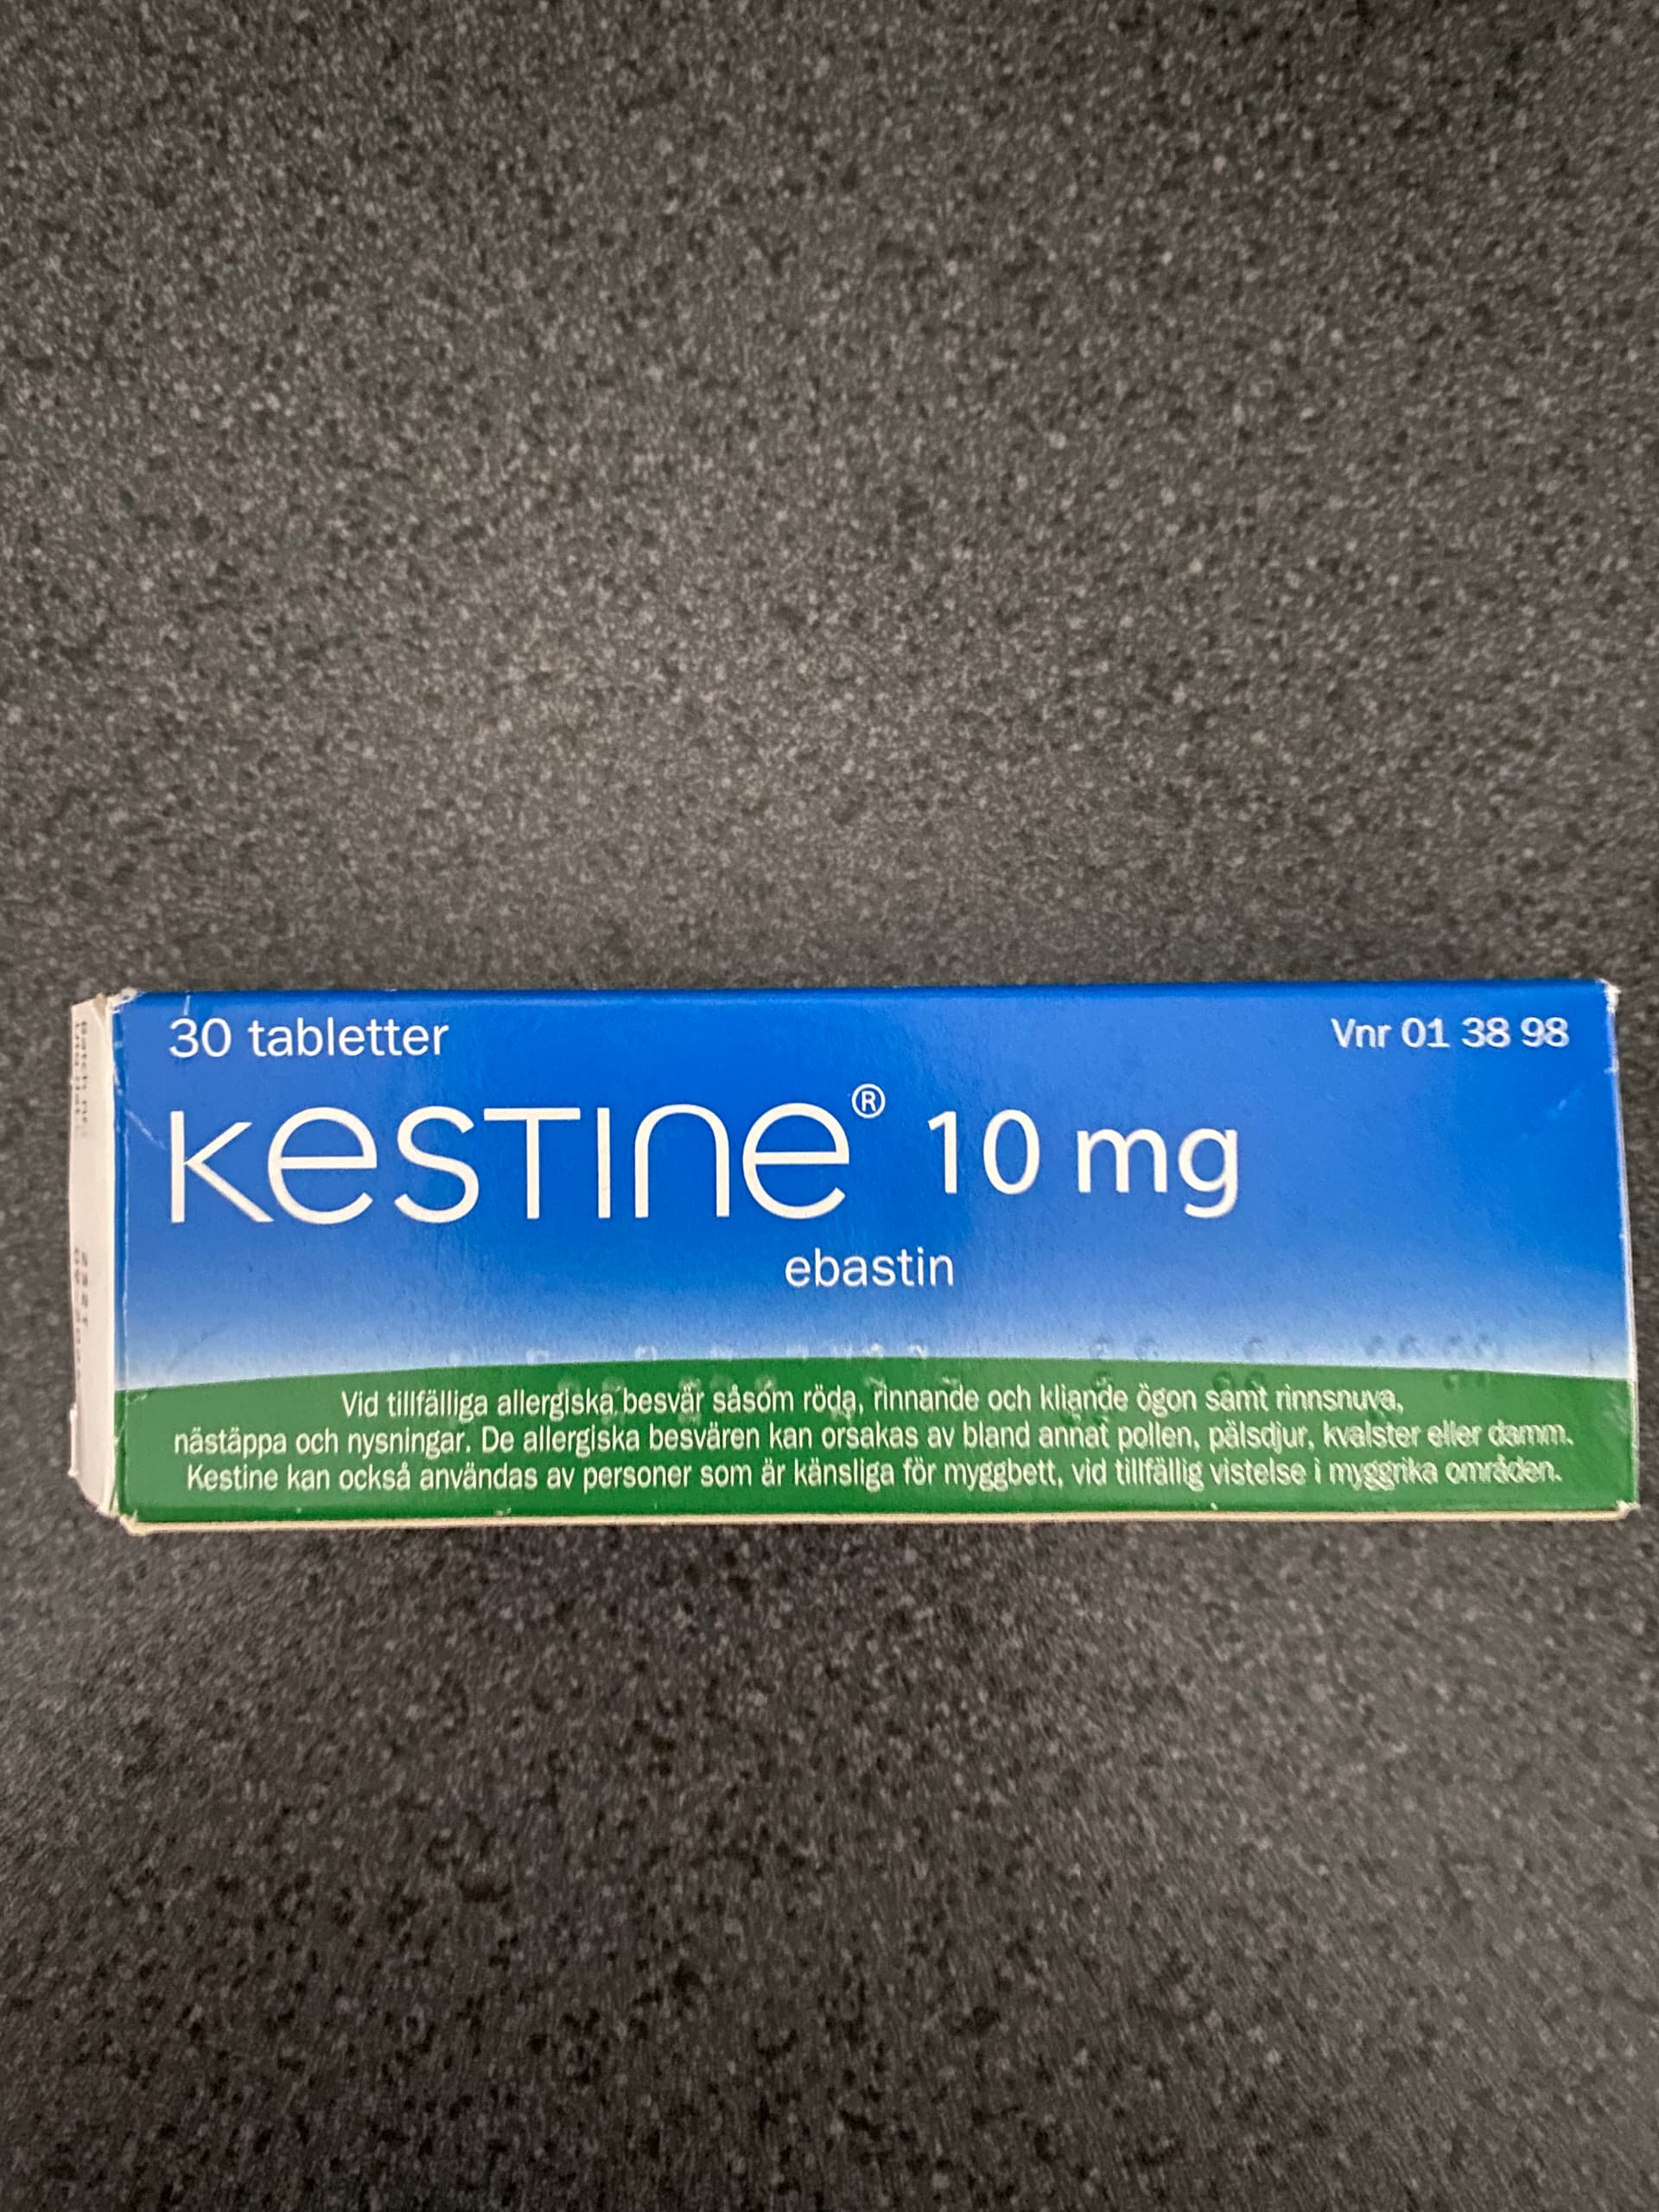 30 tabletter
Vnr 01 38 98
Kestine® 10 mg
ebastin
Vid tillfälliga allergiska besvär såsom röda, rinnande och kliande ögon samt rinnsnuva,
nästäppa och nysningar. De allergiska besvären kan orsakas av bland annat pollen, pälsdjur, kvalster eller damm.
Kestine kan också användas av personer som är känsliga för myggbett, vid tillfällig vistelse i myggrika områden.